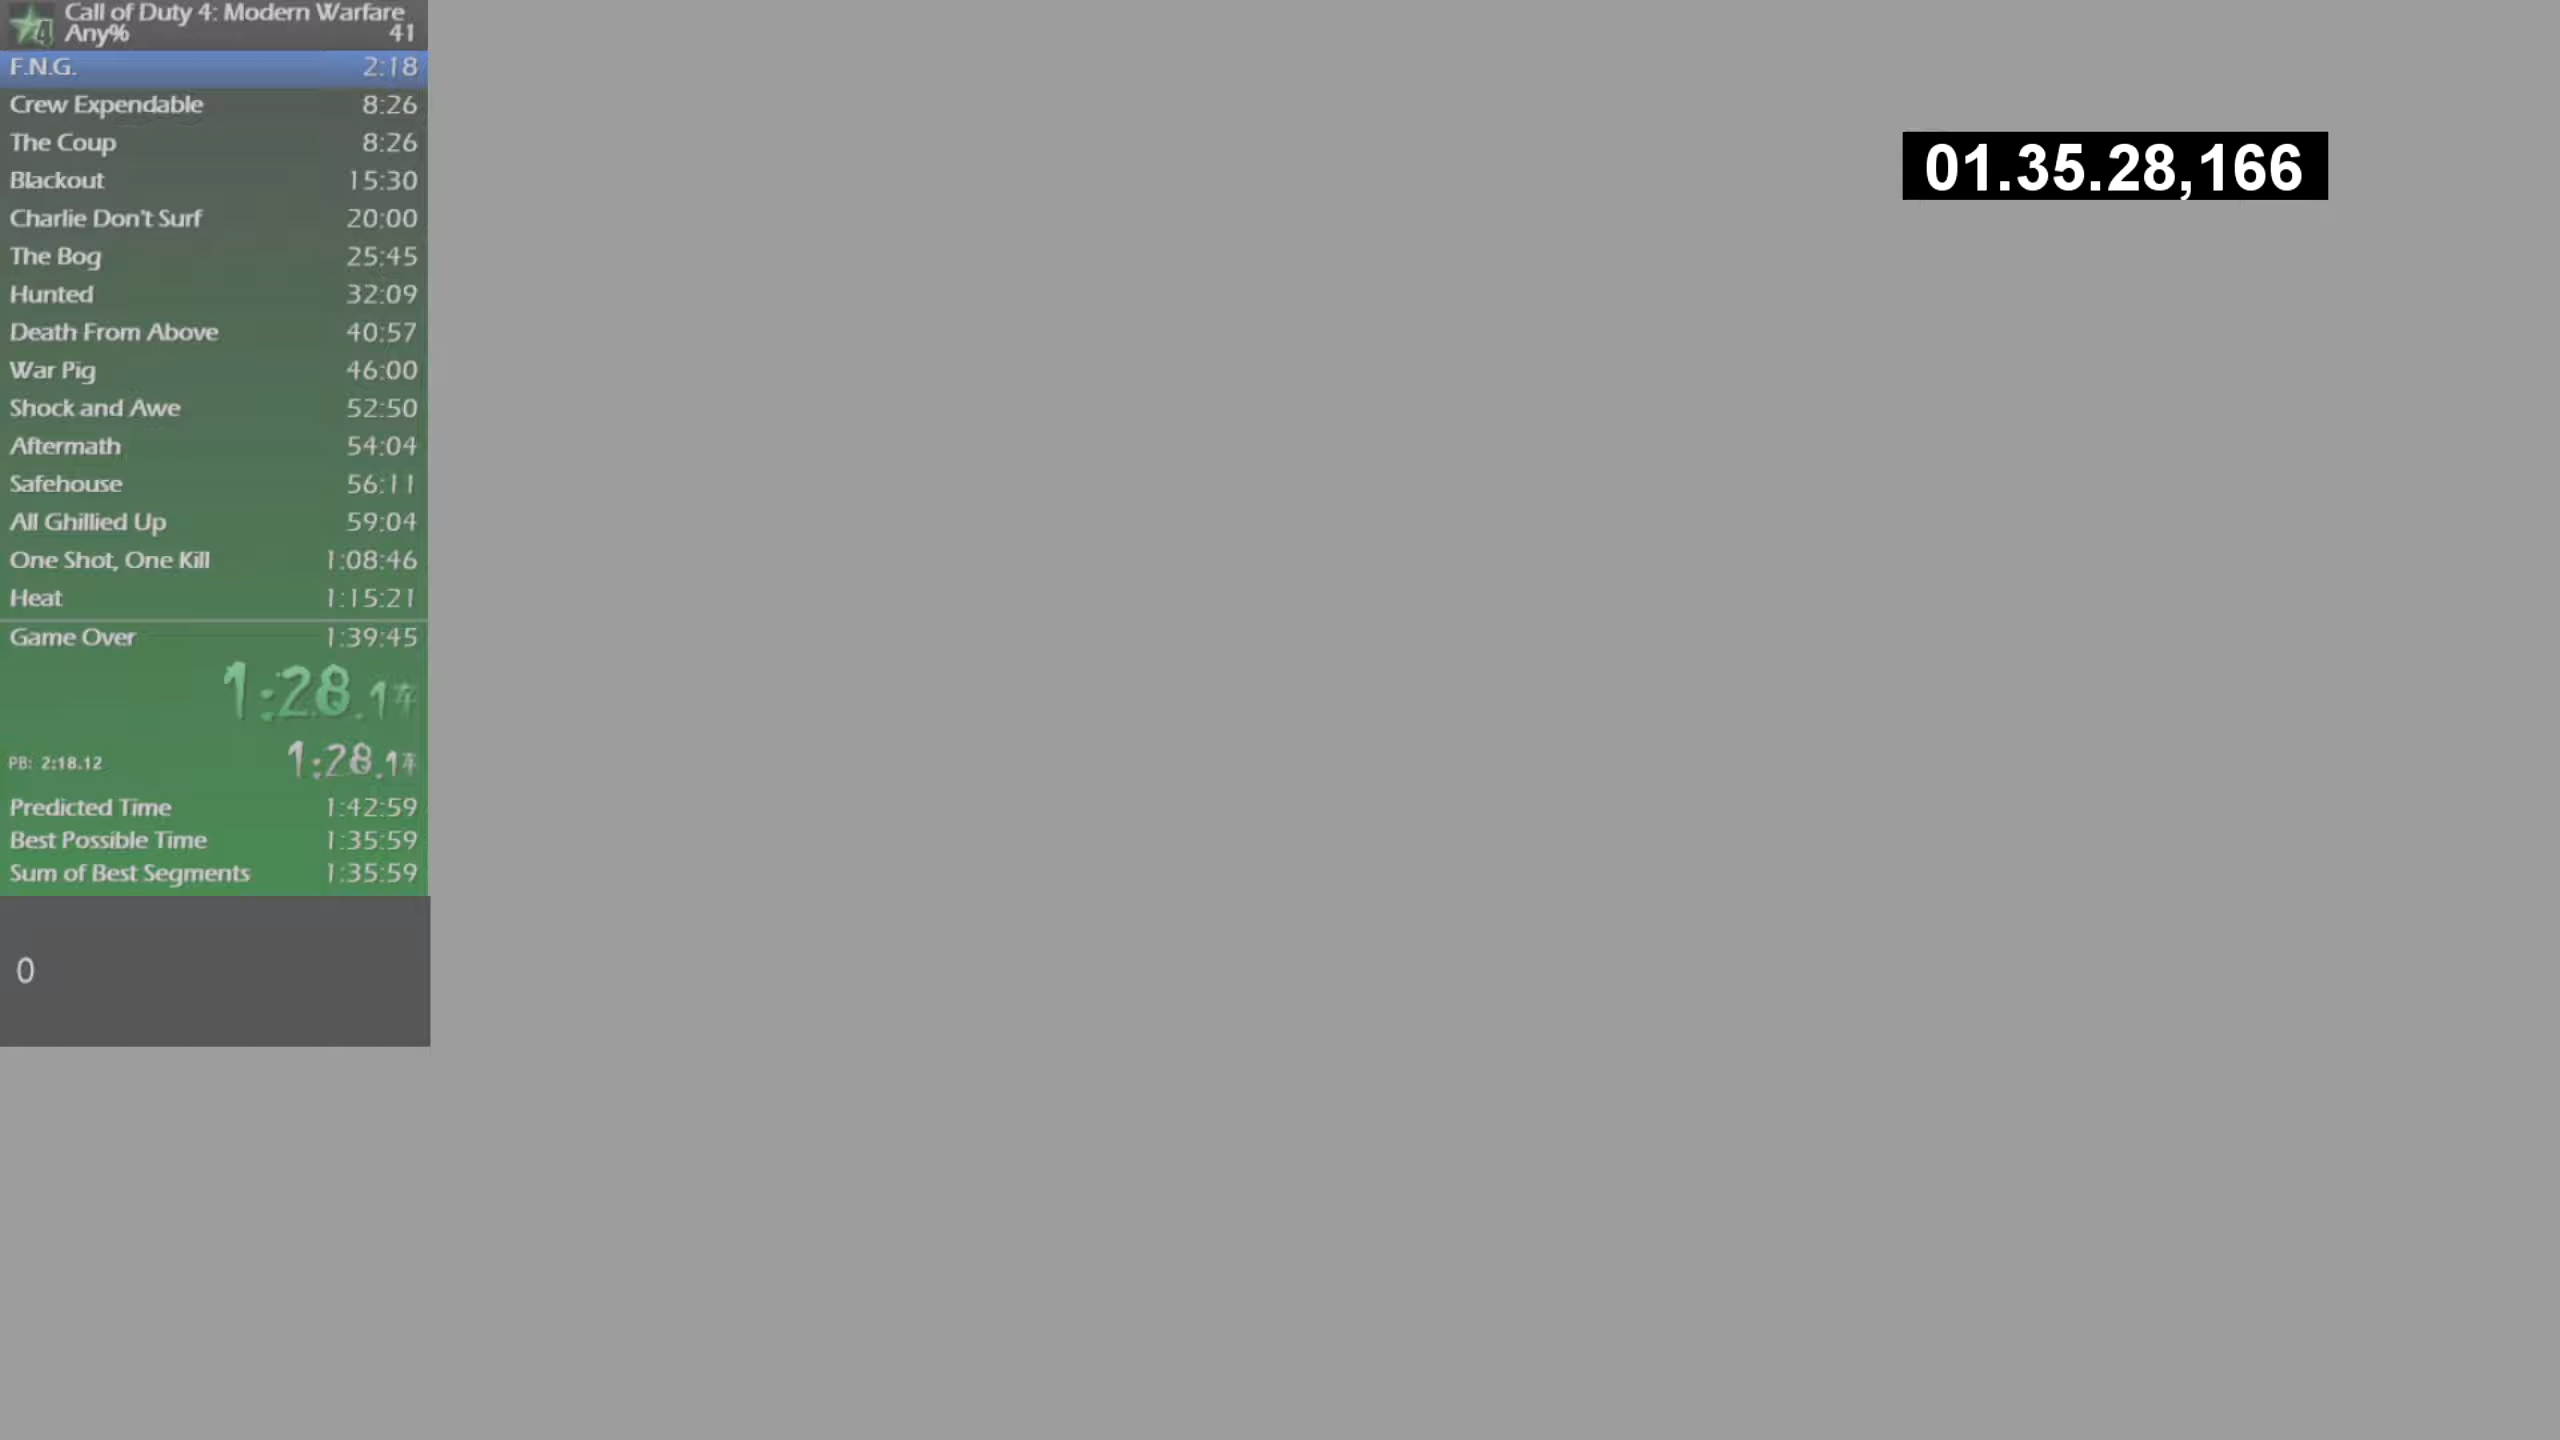 Call of Duty 4: Modern Warfare
Any% 41
F.N.G. 2:18
Crew Expendable 8:26
The Coup 8:26
Blackout 15:30
Charlie Don't Surf 20:00
The Bog 25:45
Hunted 32:09
Death From Above 40:57
War Pig 46:00
Shock and Awe 52:50
Aftermath 54:04
Safehouse 56:11
All Ghillied Up 59:04
One Shot, One Kill 1:08:46
Heat 1:15:21
Game Over 1:39:45
1:28
PB: 2:18.12 1:28
Predicted Time 1:42:59
Best Possible Time 1:35:59
Sum of Best Segments 1:35:59
0
01.35.28,166